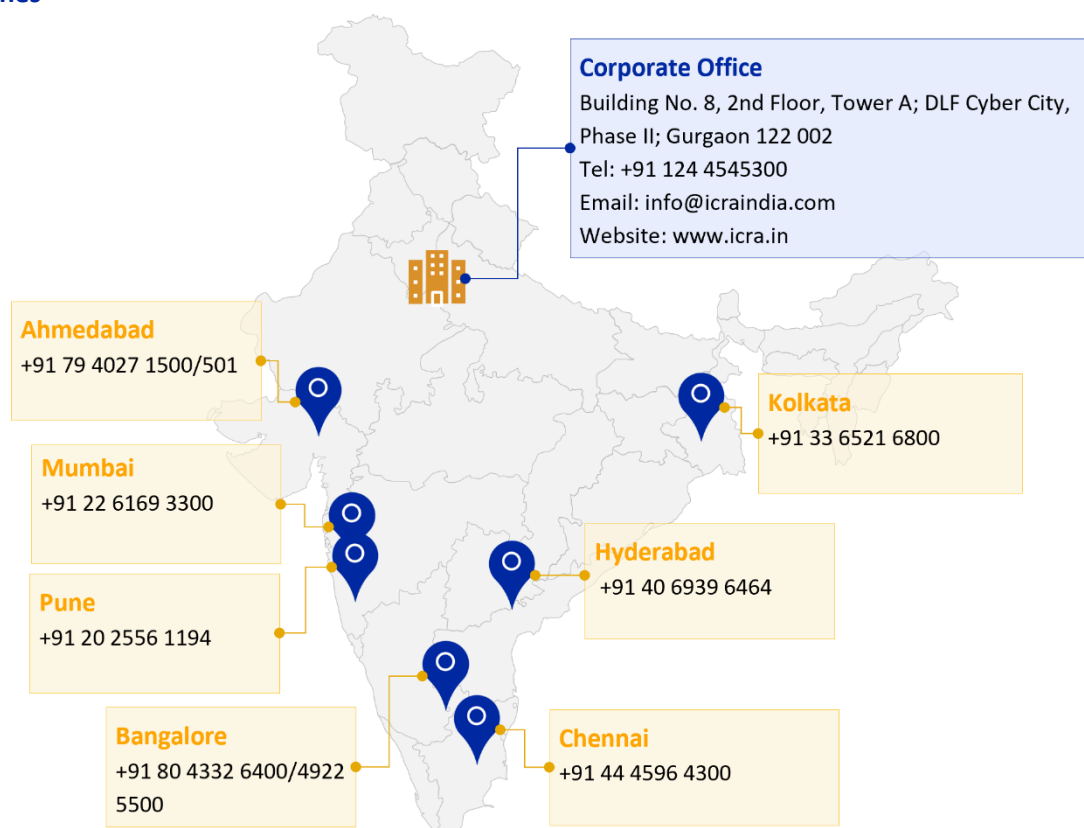 Corporate Office
Building No. 8, 2nd Floor, Tower A; DLF Cyber City,
Phase II; Gurgaon 122 002
Tel: +91 124 4545300
Email: info@icraindia.com
Website: www.icra.in
Ahmedabad
+91 79 4027 1500/501
Kolkata
+91 33 6521 6800
Mumbai
+91 22 6169 3300
Hyderabad
+91 40 6939 6464
Pune
+91 20 2556 1194
Bangalore
+91 80 4332 6400/4922
5500
Chennai
+91 44 4596 4300